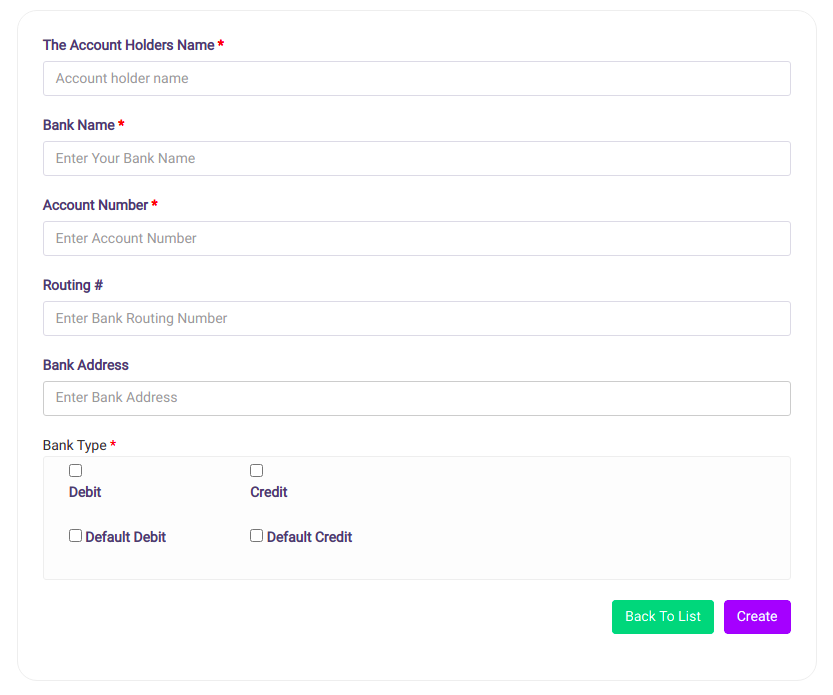 The Account Holders Name *
Account holder name
Bank Name *
Enter Your Bank Name
Account Number *
Enter Account Number
Routing #
Enter Bank Routing Number
Bank Address
Enter Bank Address
Bank Type *
Debit Credit
Default Debit Default Credit
Back To List Create